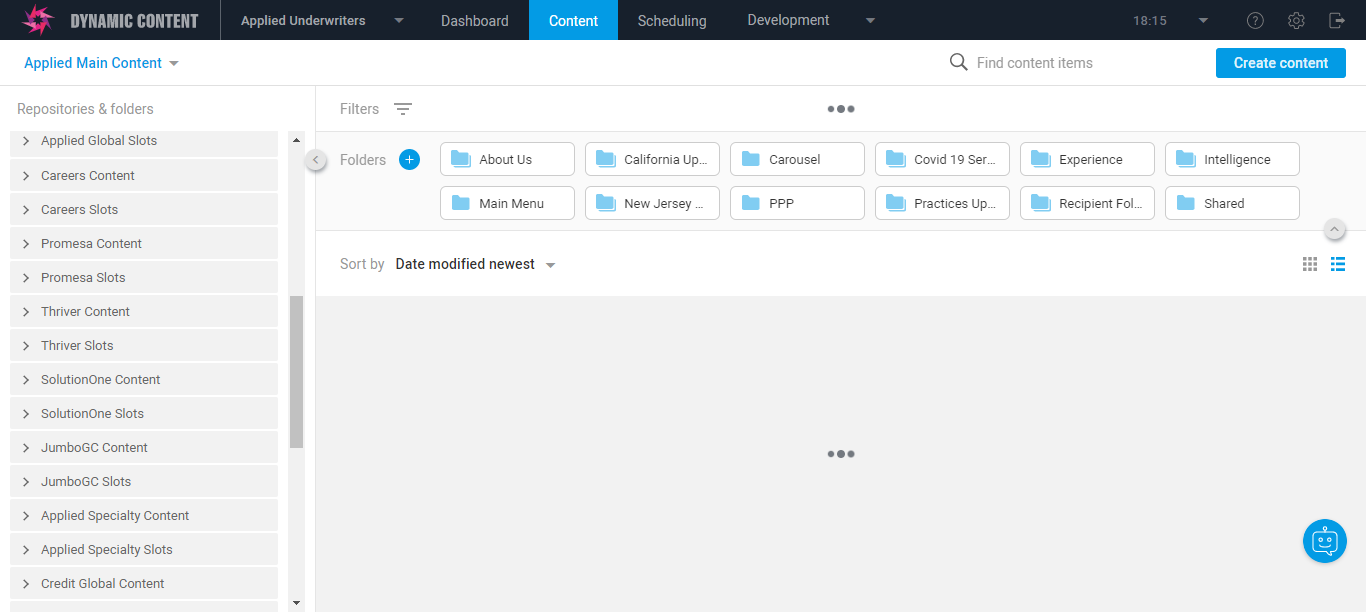 DYNAMIC CONTENT
Applied Underwriters
Dashboard
Content
Scheduling
Development
18:15
Applied Main Content
Find content items
Create content
Repositories & folders
Applied Global Slots
Careers Content
Careers Slots
Promesa Content
Promesa Slots
Thriver Content
Thriver Slots
SolutionOne Content
SolutionOne Slots
JumboGC Content
JumboGC Slots
Applied Specialty Content
Applied Specialty Slots
Credit Global Content
Filters
Folders
About Us
California Up...
Carousel
Covid 19 Ser...
Experience
Intelligence
Main Menu
New Jersey ...
PPP
Practices Up...
Recipient Fol...
Shared
Sort by
Date modified newest